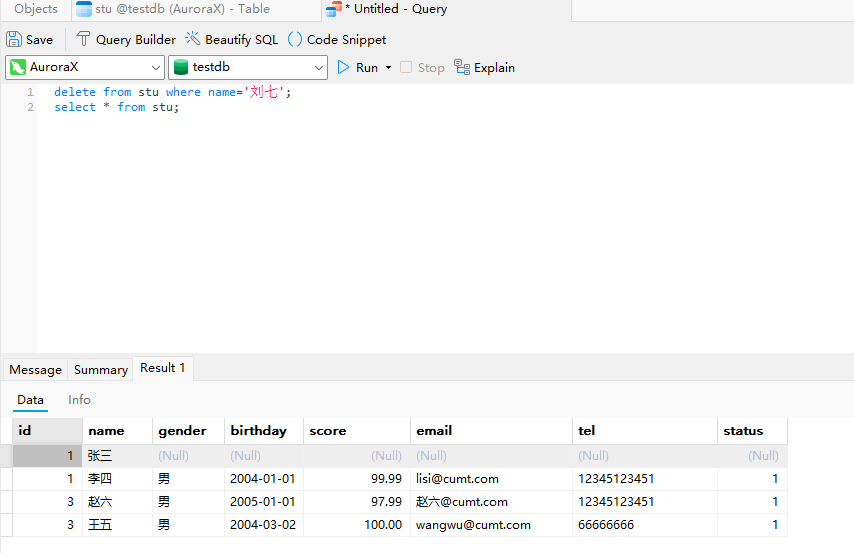 Objects stu @testdb (AuroraX) - Table * Untitled - Query
Save Query Builder Beautify SQL () Code Snippet
AuroraX testdb Run Stop Explain
1 delete from stu where name='刘七';
2 select * from stu;
Message Summary Result 1
Data Info
id name gender birthday score email tel status
1 张三 (Null) (Null) (Null) (Null) (Null) (Null)
1 李四 男 2004-01-01 99.99 lisi@cumt.com 12345123451 1
3 赵六 男 2005-01-01 97.99 赵六@cumt.com 12345123451 1
3 王五 男 2004-03-02 100.00 wangwu@cumt.com 66666666 1